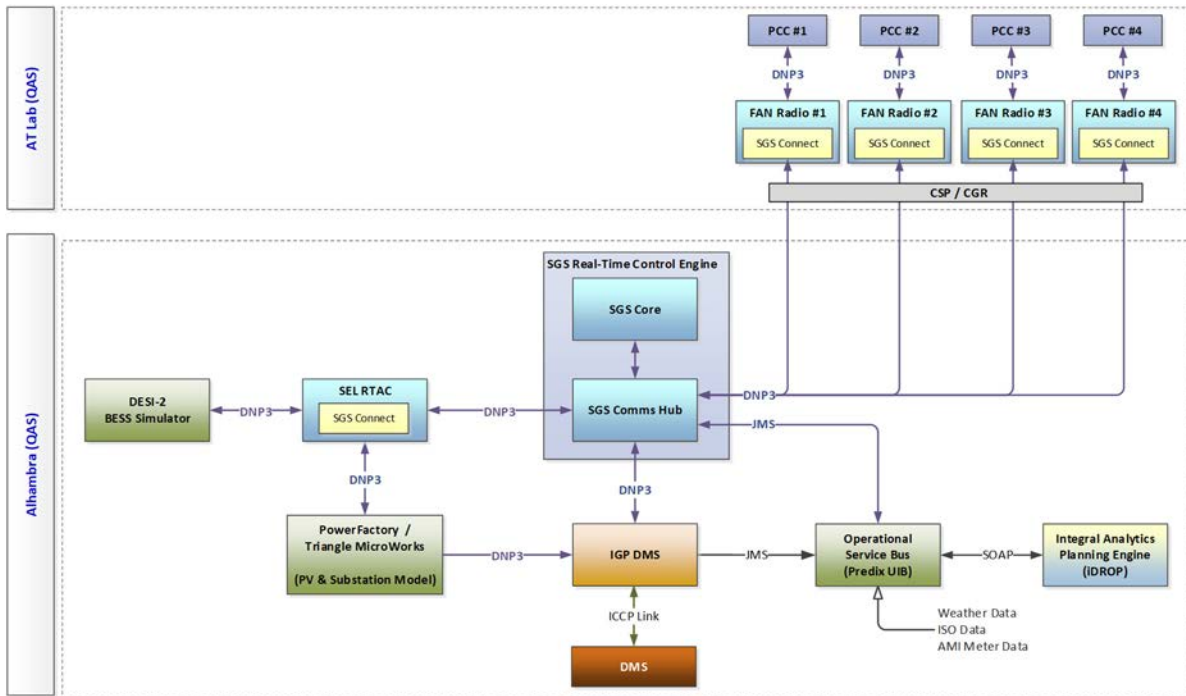 AT Lab (QAS)
PCC #1
PCC #2
PCC #3
PCC #4
DNP3
DNP3
DNP3
DNP3
FAN Radio #1
FAN Radio #2
FAN Radio #3
FAN Radio #4
SGS Connect
SGS Connect
SGS Connect
SGS Connect
CSP / CGR
Alhambra (QAS)
SGS Real-Time Control Engine
SGS Core
DESI-2
BESS Simulator
DNP3
SEL RTAC
SGS Connect
DNP3
SGS Comms Hub
DNP3
JMS
DNP3
DNP3
PowerFactory /
Triangle MicroWorks
(PV & Substation Model)
DNP3
IGP DMS
JMS
Operational
Service Bus
(Predix UIB)
SOAP
Integral Analytics
Planning Engine
(iDROP)
ICCP Link
Weather Data
ISO Data
AMI Meter Data
DMS